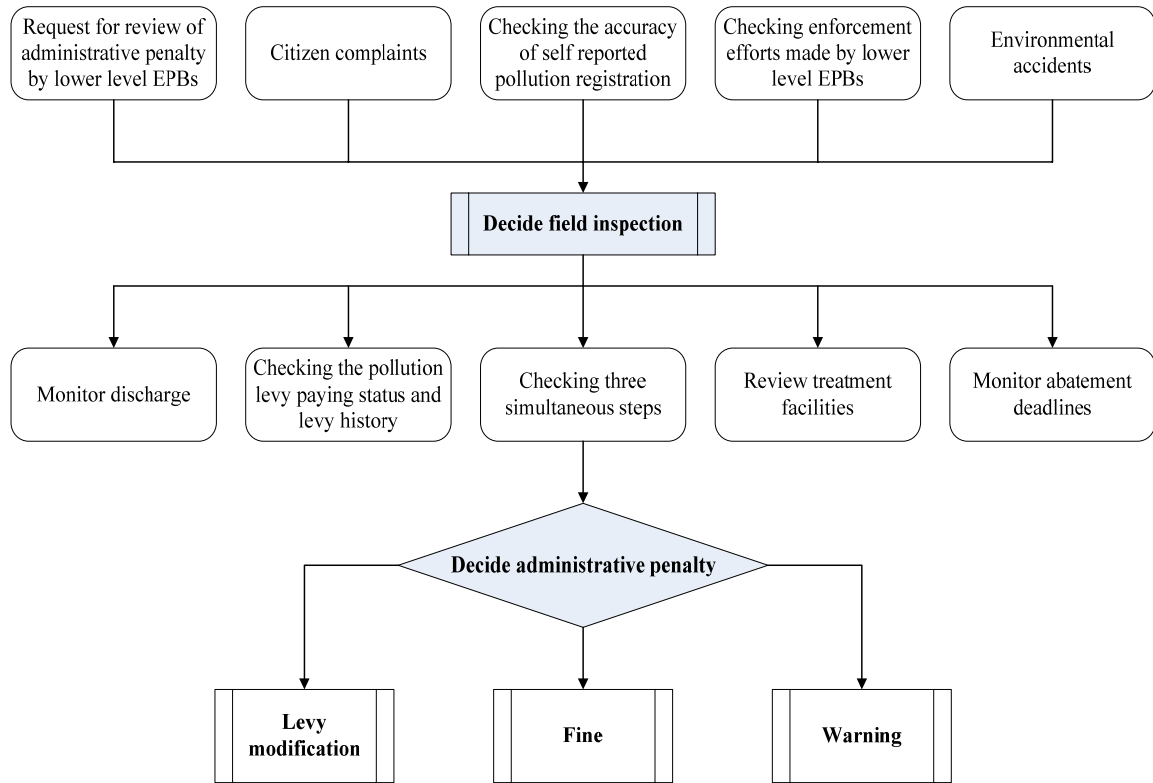 Request for review of
administrative penalty
by lower level EPBs
Citizen complaints
Checking the accuracy
of self reported
pollution registration
Checking enforcement
efforts made by lower
level EPBs
Environmental
accidents
Decide field inspection
Monitor discharge
Checking the pollution
levy paying status and
levy history
Checking three
simultaneous steps
Review treatment
facilities
Monitor abatement
deadlines
Decide administrative penalty
Levy
modification
Fine
Warning